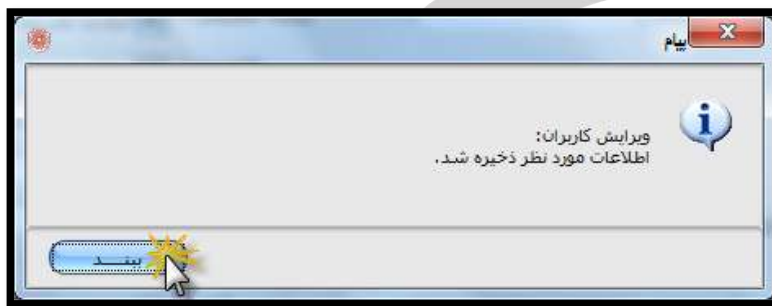 پیام
ویرایش کاربران:
اطلاعات مورد نظر ذخیره شد.